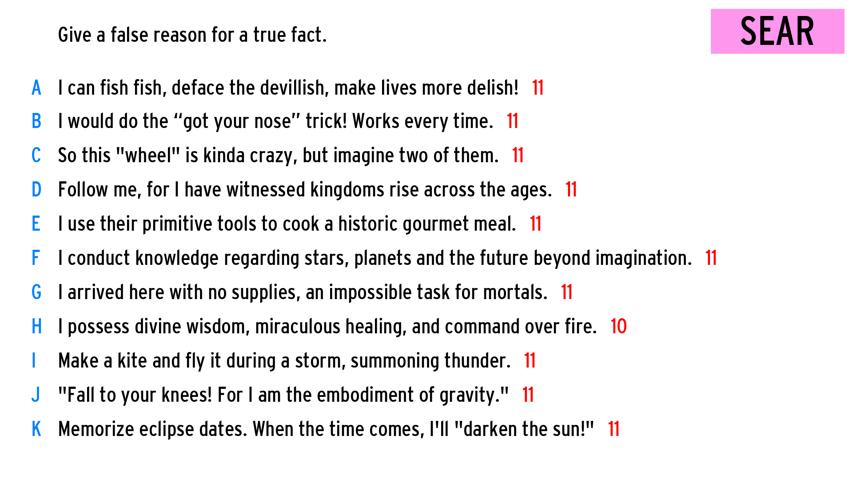 Give a false reason for a true fact.
SEAR
A I can fish fish, deface the devillish, make lives more delish! 11
B I would do the “got your nose” trick! Works every time. 11
C So this "wheel" is kinda crazy, but imagine two of them. 11
D Follow me, for I have witnessed kingdoms rise across the ages. 11
E I use their primitive tools to cook a historic gourmet meal. 11
F I conduct knowledge regarding stars, planets and the future beyond imagination. 11
G I arrived here with no supplies, an impossible task for mortals. 11
H I possess divine wisdom, miraculous healing, and command over fire. 10
I Make a kite and fly it during a storm, summoning thunder. 11
J "Fall to your knees! For I am the embodiment of gravity." 11
K Memorize eclipse dates. When the time comes, I'll "darken the sun!" 11